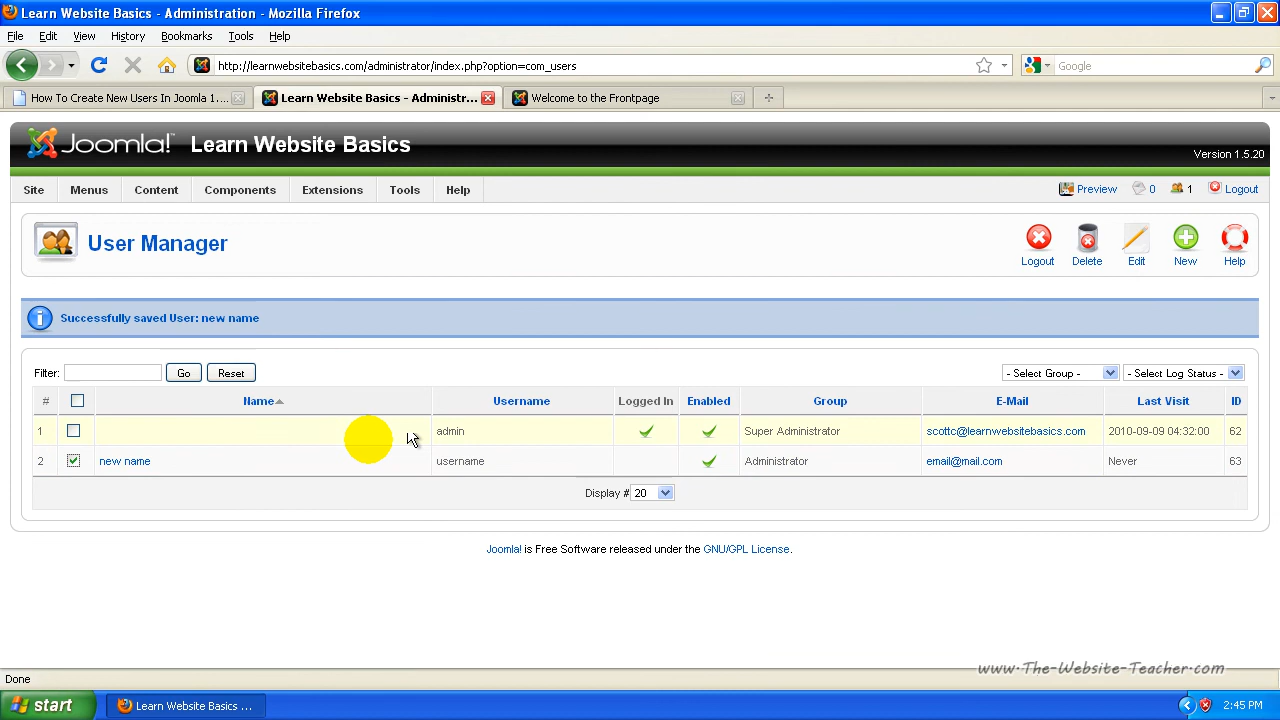 Learn Website Basics - Administration - Mozilla Firefox
File Edit View History Bookmarks Tools Help
http://learnwebsitebasics.com/administrator/index.php?option=com_users Google
How To Create New Users In Joomla 1.... Learn Website Basics - Administr... Welcome to the Frontpage
Joomla!™ Learn Website Basics
Version 1.5.20
Site Menus Content Components Extensions Tools Help Preview 0 1 Logout
User Manager
Logout Delete Edit New Help
Successfully saved User: new name
Filter: Go Reset - Select Group - - Select Log Status -
# Name Username Logged In Enabled Group E-Mail Last Visit ID
1 admin Super Administrator scottc@learnwebsitebasics.com 2010-09-09 04:32:00 62
2 new name username Administrator email@mail.com Never 63
Display # 20
Joomla! is Free Software released under the GNU/GPL License.
www.The-Website-Teacher.com
Done
start Learn Website Basics ... 2:45 PM